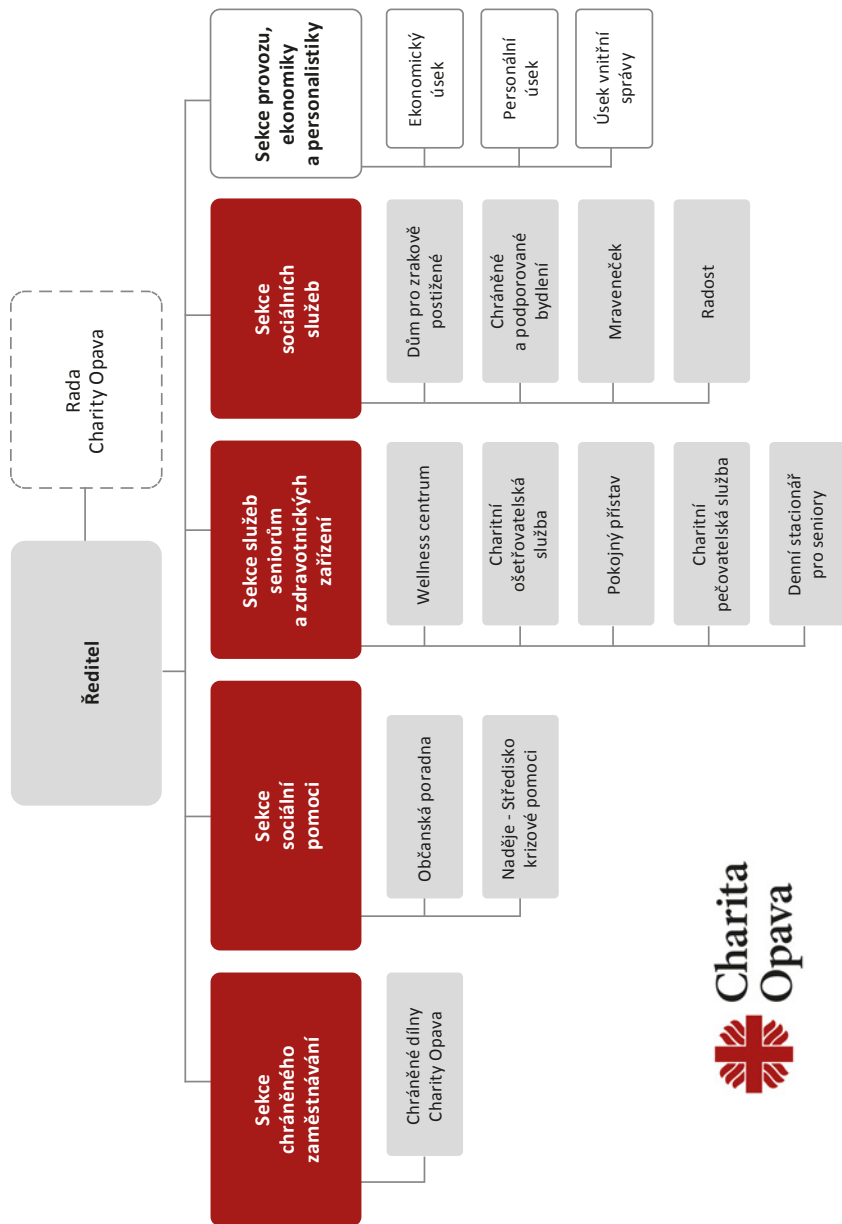 Rada
Charity Opava
Ředitel
Sekce
chráněného
zaměstnávání
Chráněné dílny
Charity Opava
Sekce
sociální
pomoci
Občanská poradna
Naděje - Středisko
krizové pomoci
Sekce služeb
seniorům
a zdravotnických
zařízení
Wellness centrum
Charitní
ošetřovatelská
služba
Pokojný přístav
Charitní
pečovatelská služba
Denní stacionář
pro seniory
Sekce
sociálních
služeb
Dům pro zrakově
postižené
Chráněné
a podporované
bydlení
Mraveneček
Radost
Sekce provozu,
ekonomiky
a personalistiky
Ekonomický
úsek
Personální
úsek
Úsek vnitřní
správy
Charita
Opava